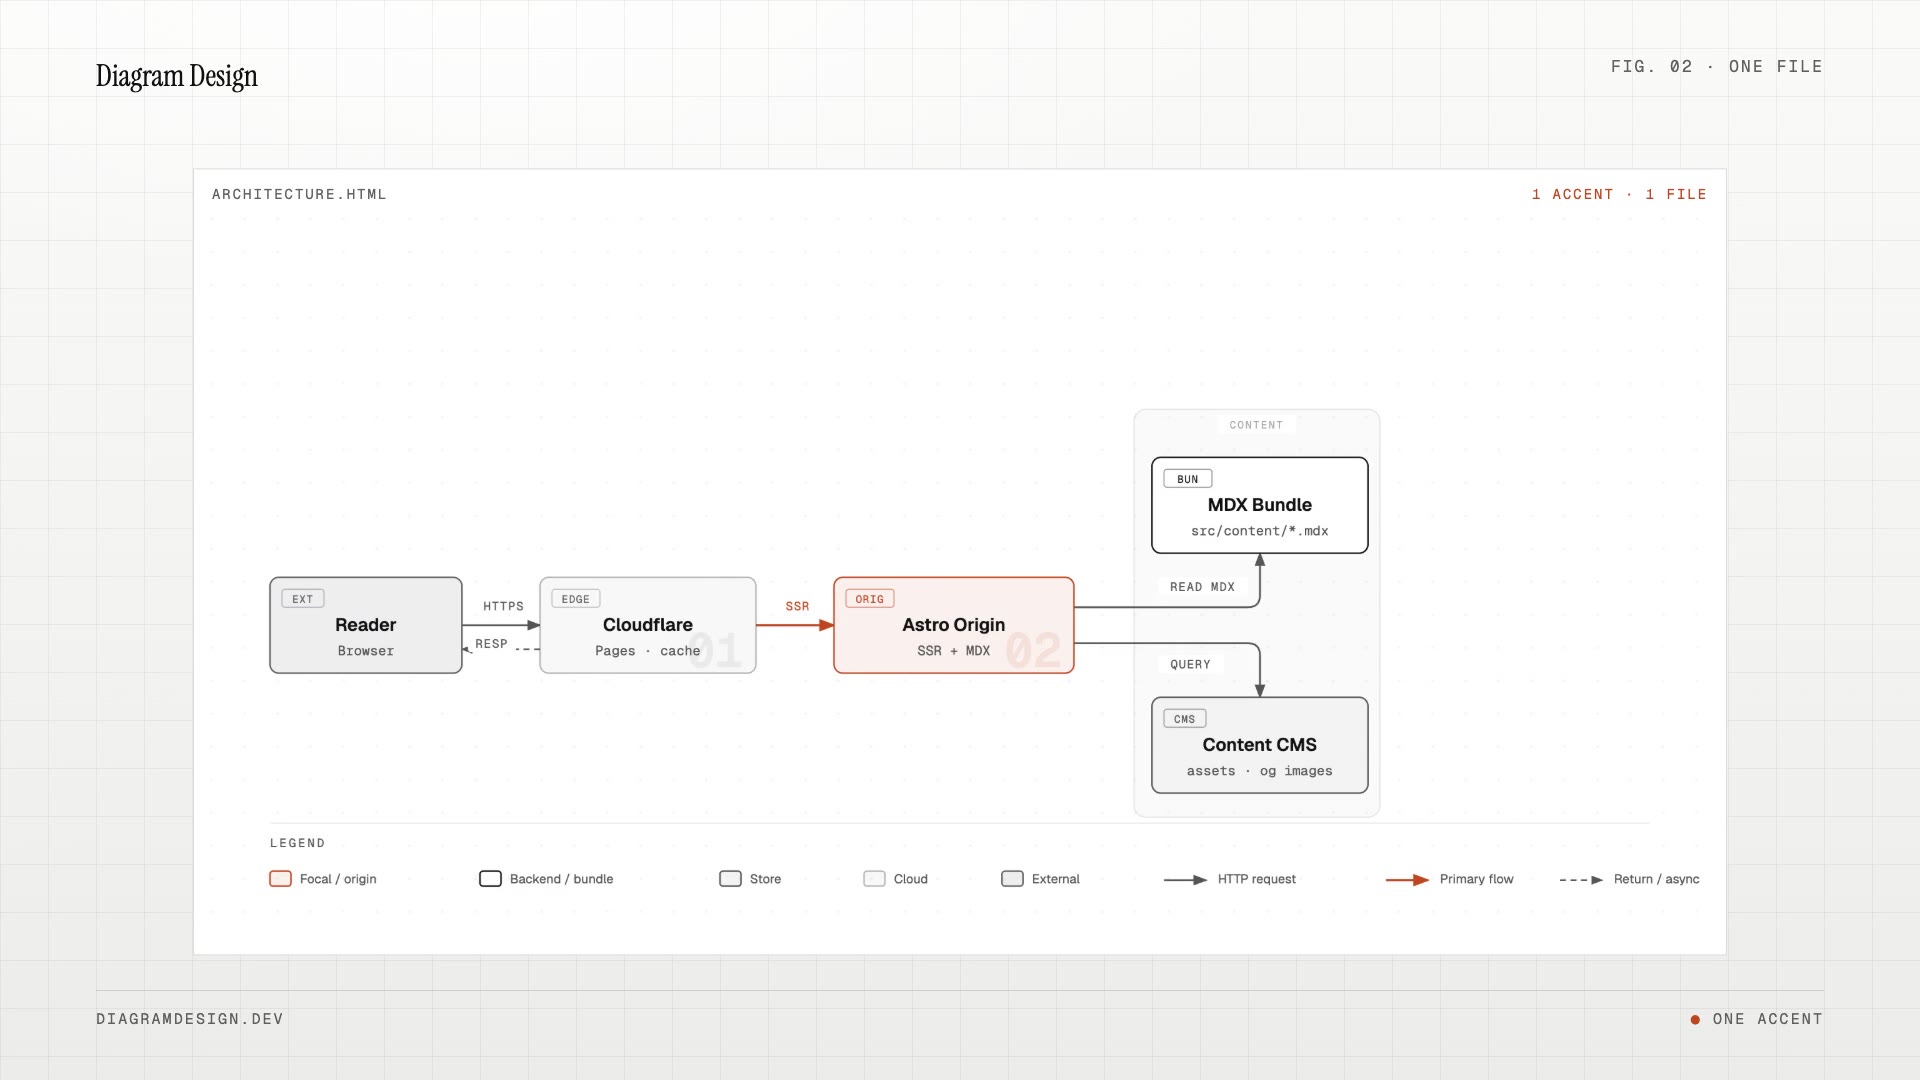 Diagram Design
FIG. 02 · ONE FILE
ARCHITECTURE.HTML
1 ACCENT · 1 FILE
CONTENT
BUN
MDX Bundle
src/content/*.mdx
EXT
Reader
Browser
HTTPS
RESP
EDGE
Cloudflare
Pages · cache
01
SSR
ORIG
Astro Origin
SSR + MDX
02
READ MDX
QUERY
CMS
Content CMS
assets · og images
LEGEND
Focal / origin
Backend / bundle
Store
Cloud
External
HTTP request
Primary flow
Return / async
DIAGRAMDESIGN.DEV
ONE ACCENT